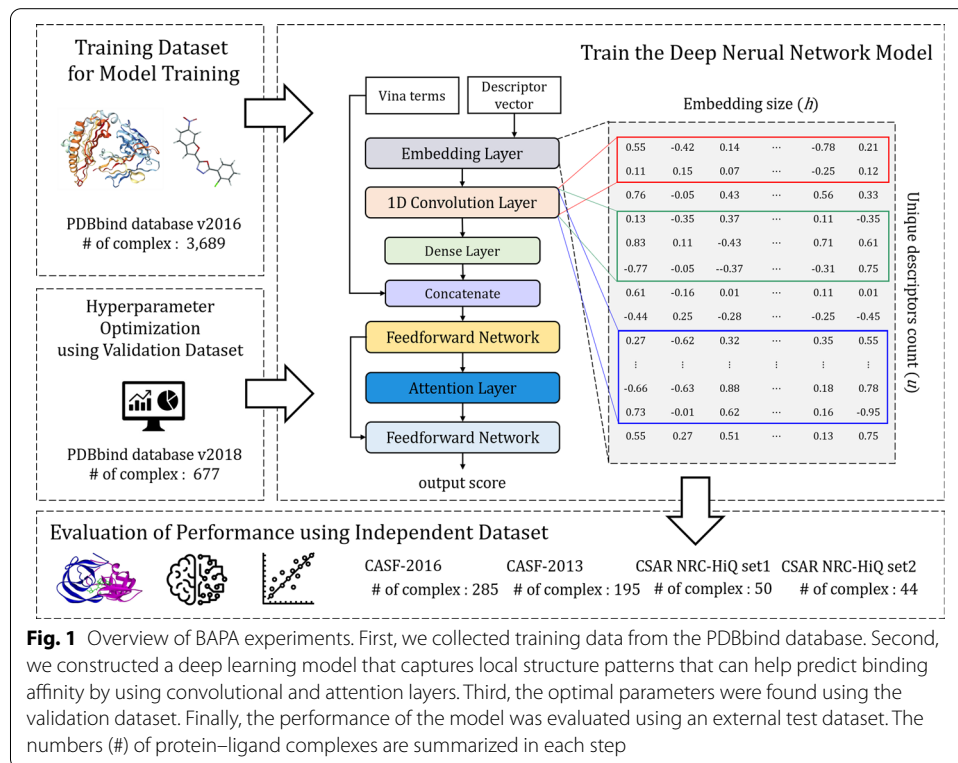 Training Dataset
for Model Training
PDBbind database v2016
# of complex : 3,689
Hyperparameter
Optimization
using Validation Dataset
PDBbind database v2018
# of complex : 677
Train the Deep Nerual Network Model
Vina terms
Descriptor
vector
Embedding Layer
1D Convolution Layer
Dense Layer
Concatenate
Feedforward Network
Attention Layer
Feedforward Network
output score
Embedding size (h)
0.55 -0.42 0.14 ··· -0.78 0.21
0.11 0.15 0.07 ··· -0.25 0.12
0.76 -0.05 0.43 ··· 0.56 0.33
0.13 -0.35 0.37 ··· 0.11 -0.35
0.83 0.11 -0.43 ··· 0.71 0.61
-0.77 -0.05 --0.37 ··· -0.31 0.75
0.61 -0.16 0.01 ··· 0.11 0.01
-0.44 0.25 -0.28 ··· -0.25 -0.45
0.27 -0.62 0.32 ··· 0.35 0.55
⋮ ⋮ ⋮ ⋮ ⋮ ⋮
-0.66 -0.63 0.88 ··· 0.18 0.78
0.73 -0.01 0.62 ··· 0.16 -0.95
0.55 0.27 0.51 ··· 0.13 0.75
Unique descriptors count (u)
Evaluation of Performance using Independent Dataset
CASF-2016
# of complex : 285
CASF-2013
# of complex : 195
CSAR NRC-HiQ set1
# of complex : 50
CSAR NRC-HiQ set2
# of complex : 44
Fig. 1 Overview of BAPA experiments. First, we collected training data from the PDBbind database. Second,
we constructed a deep learning model that captures local structure patterns that can help predict binding
affinity by using convolutional and attention layers. Third, the optimal parameters were found using the
validation dataset. Finally, the performance of the model was evaluated using an external test dataset. The
numbers (#) of protein–ligand complexes are summarized in each step